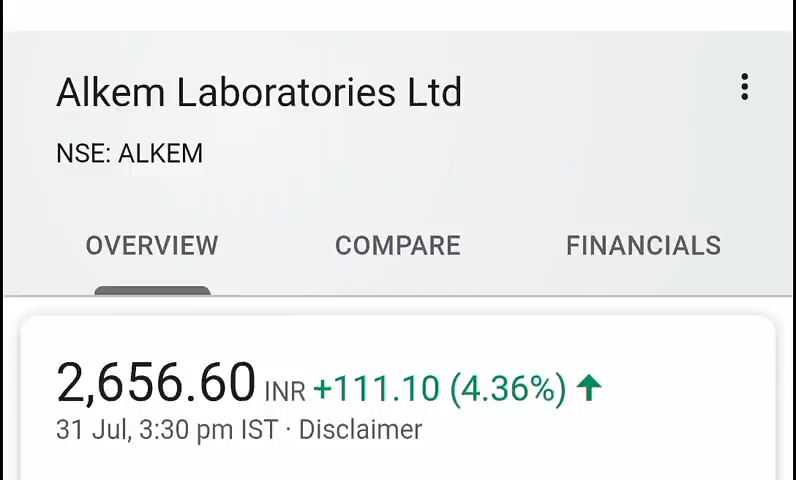 Alkem Laboratories Ltd
NSE: ALKEM
OVERVIEW COMPARE FINANCIALS
2,656.60 INR +111.10 (4.36%) ↑
31 Jul, 3:30 pm IST · Disclaimer